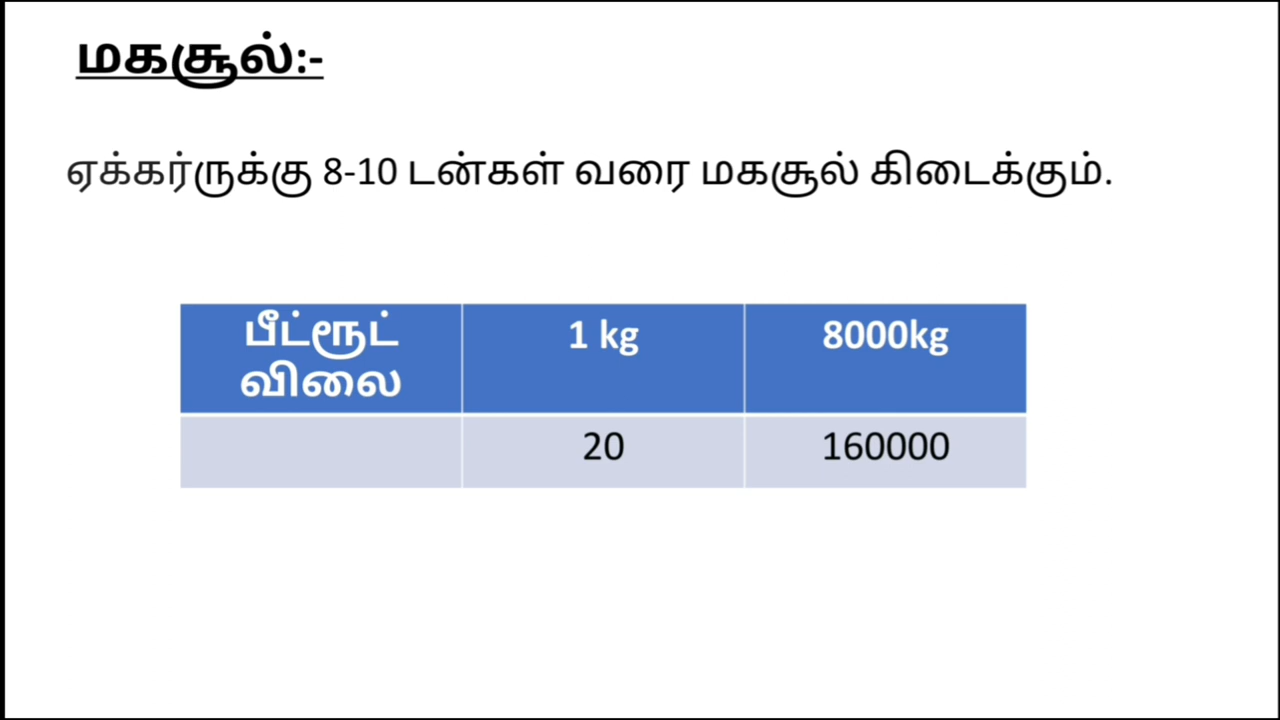 மகசூல்:-
ஏக்கர்ருக்கு 8-10 டன்கள் வரை மகசூல் கிடைக்கும்.
பீட்ரூட் 1 kg 8000kg
விலை
20 160000